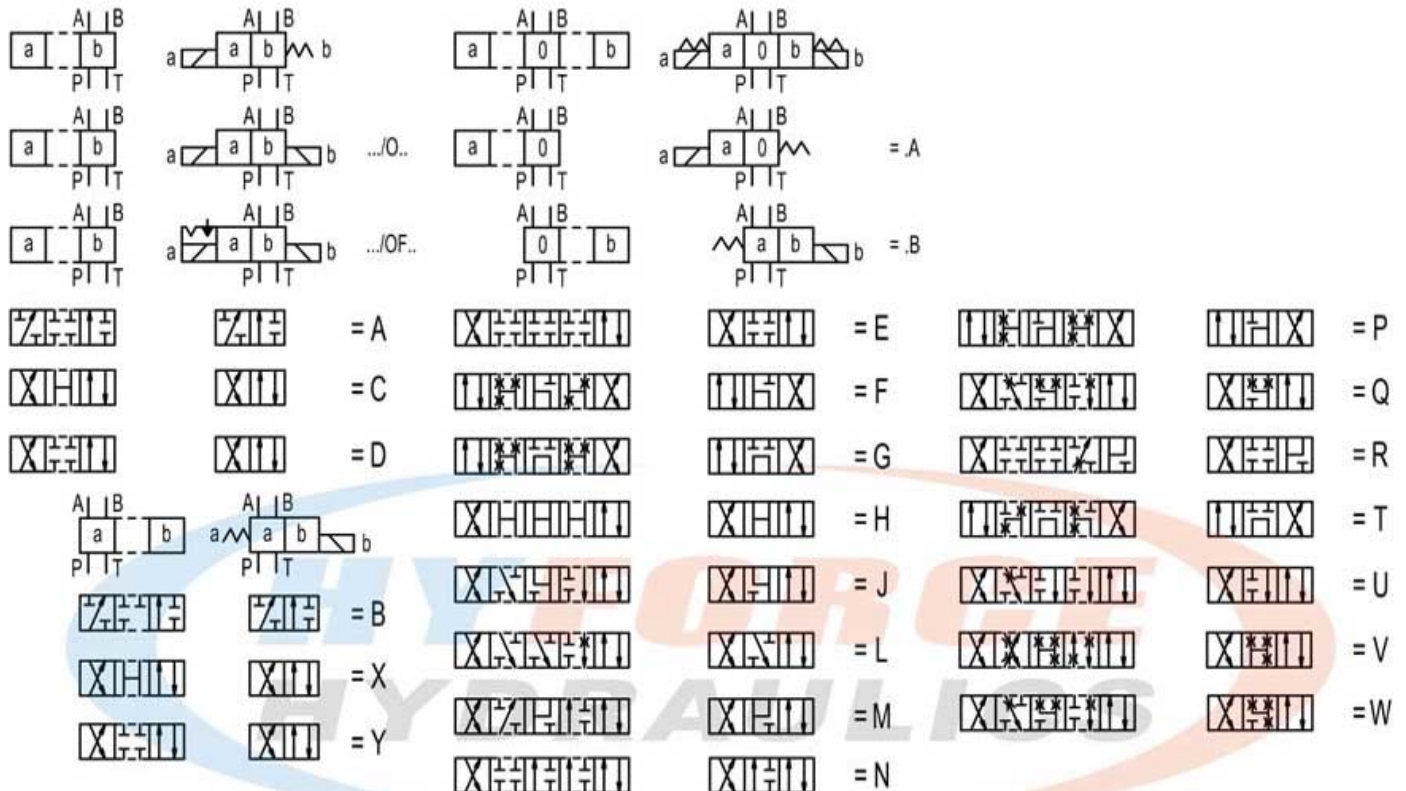 A B A B A B A B
a b a a b b a 0 b a a 0 b b
P T P T P T P T
A B A B A B A B
a b a a b b .../O.. a 0 a a 0 = .A
P T P T P T P T
A B A B A B A B
a b a a b b .../OF.. 0 b a b b = .B
P T P T P T P T
= A = E = P
= C = F = Q
= D = G = R
A B A B
a b a a b b = H = T
P T P T
= J = U
= B
= L = V
= X
= M = W
= Y
= N
HYFORCE
HYDRAULICS